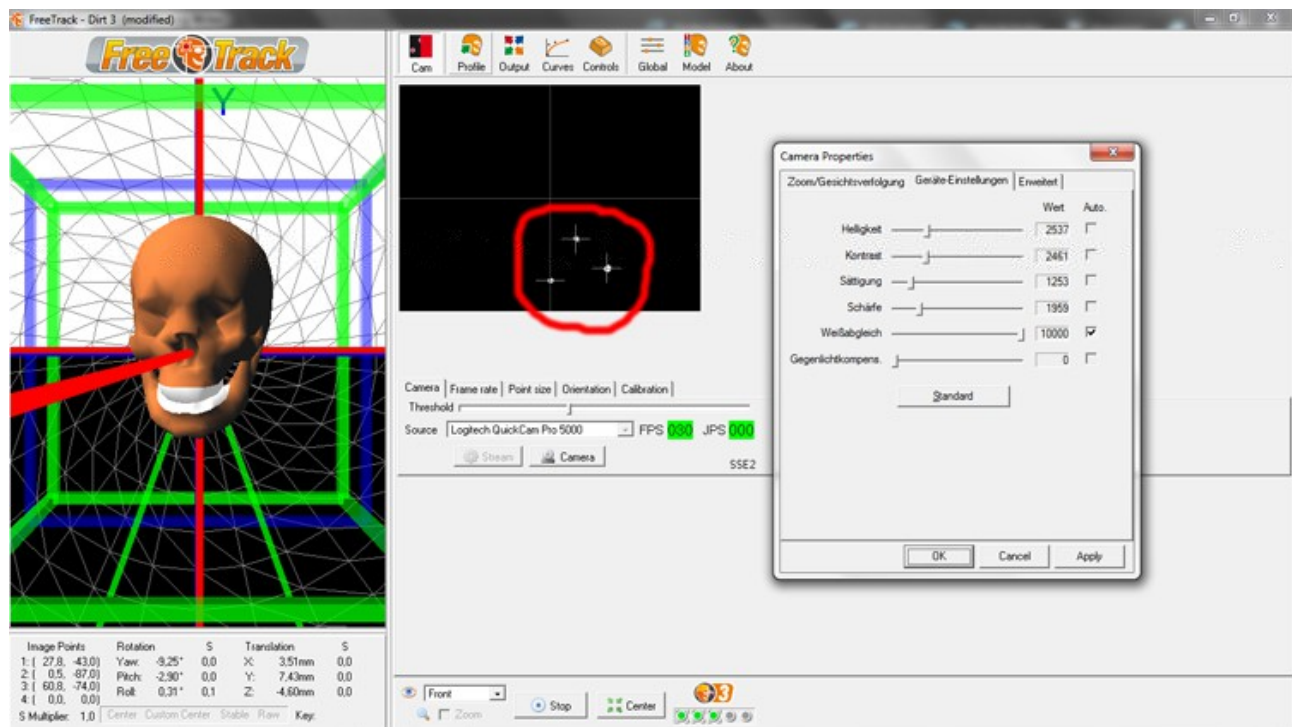 FreeTrack - Dirt 3 (modified)
Free Track
Cam Profile Output Curves Controls Global Model About
Y
Camera Properties
Zoom/Gesichtsverfolgung Geräte-Einstellungen Erweitert
Wert Auto.
Helligkeit 2537
Kontrast 2461
Sättigung 1253
Schärfe 1959
Weißabgleich 10000
Gegenlichtkompens. 0
Standard
OK Cancel Apply
Camera Frame rate Point size Orientation Calibration
Threshold
Source Logitech QuickCam Pro 5000 FPS 030 JPS 000
Stream Camera
SSE2
Image Points Rotation S Translation S
1: ( 27,8, -43,0) Yaw: -9,25° 0,0 X: 3,51mm 0,0
2: ( 0,5, -87,0) Pitch: -2,90° 0,0 Y: 7,43mm 0,0
3: ( 60,8, -74,0) Roll: 0,31° 0,1 Z: -4,60mm 0,0
4: ( 0,0, 0,0)
S Multiplier: 1,0 Center Custom Center Stable Raw Key:
Front Stop Center 3
Zoom